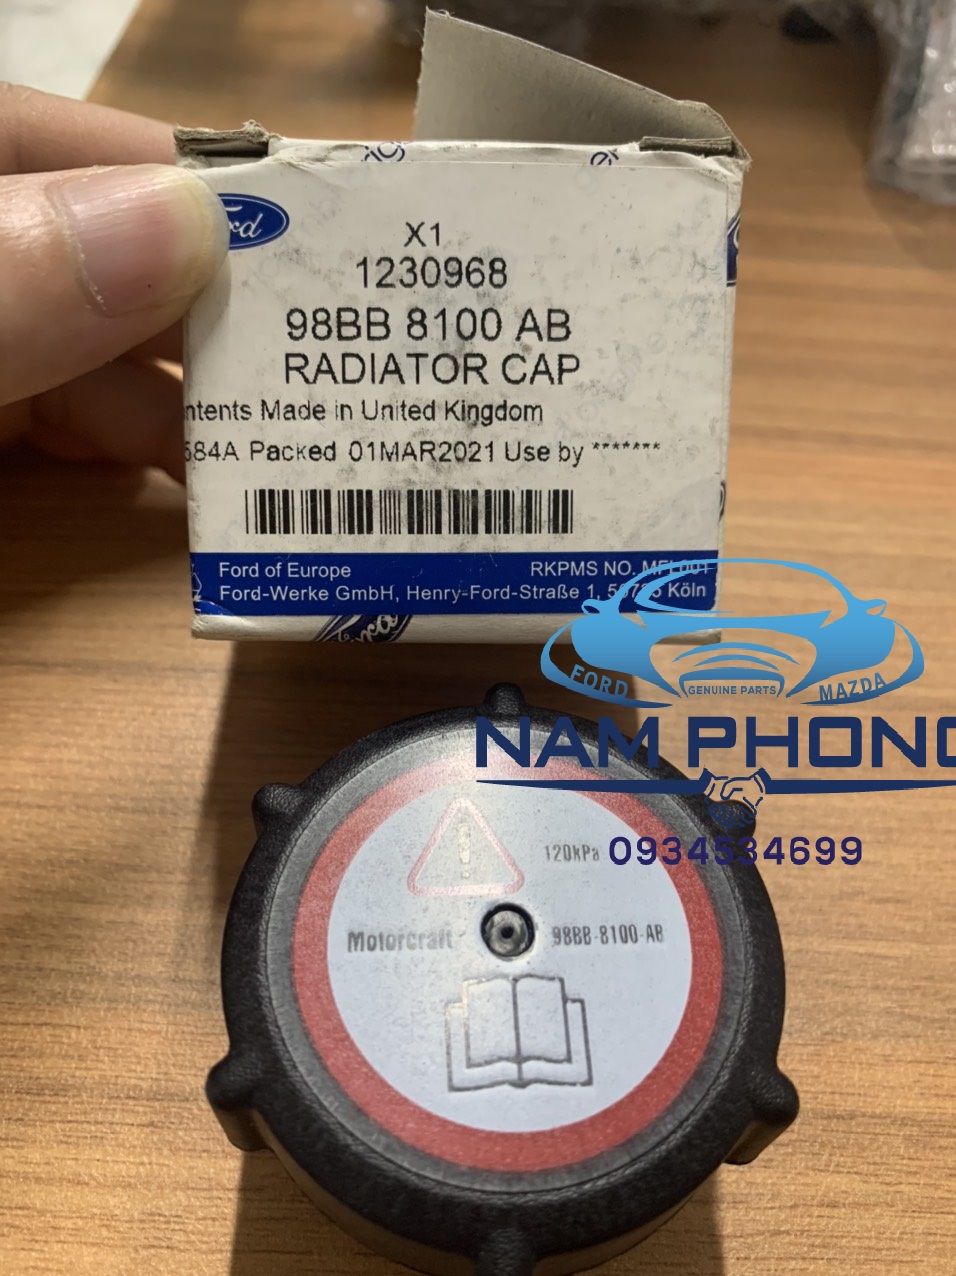 X1
1230968
98BB 8100 AB
RADIATOR CAP
ntents Made in United Kingdom
584A Packed 01MAR2021 Use by *******
Ford of Europe
RKPMS NO. MFL001
Ford-Werke GmbH, Henry-Ford-Straße 1, 50725 Köln
FORD
GENUINE PARTS
MAZDA
NAM PHONG
0934534699
120kPa
Motorcraft
98BB-8100-AB